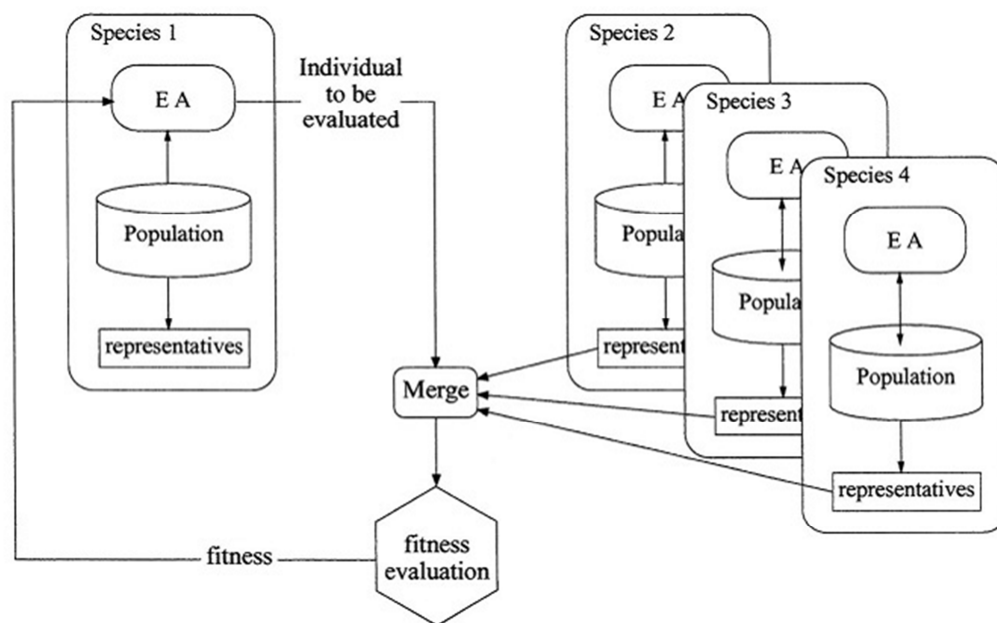 Species 1
E A
Population
representatives
Individual
to be
evaluated
Species 2
E A
Popula
represent
Species 3
E A
Popula
represent
Species 4
E A
Population
representatives
Merge
fitness
evaluation
fitness